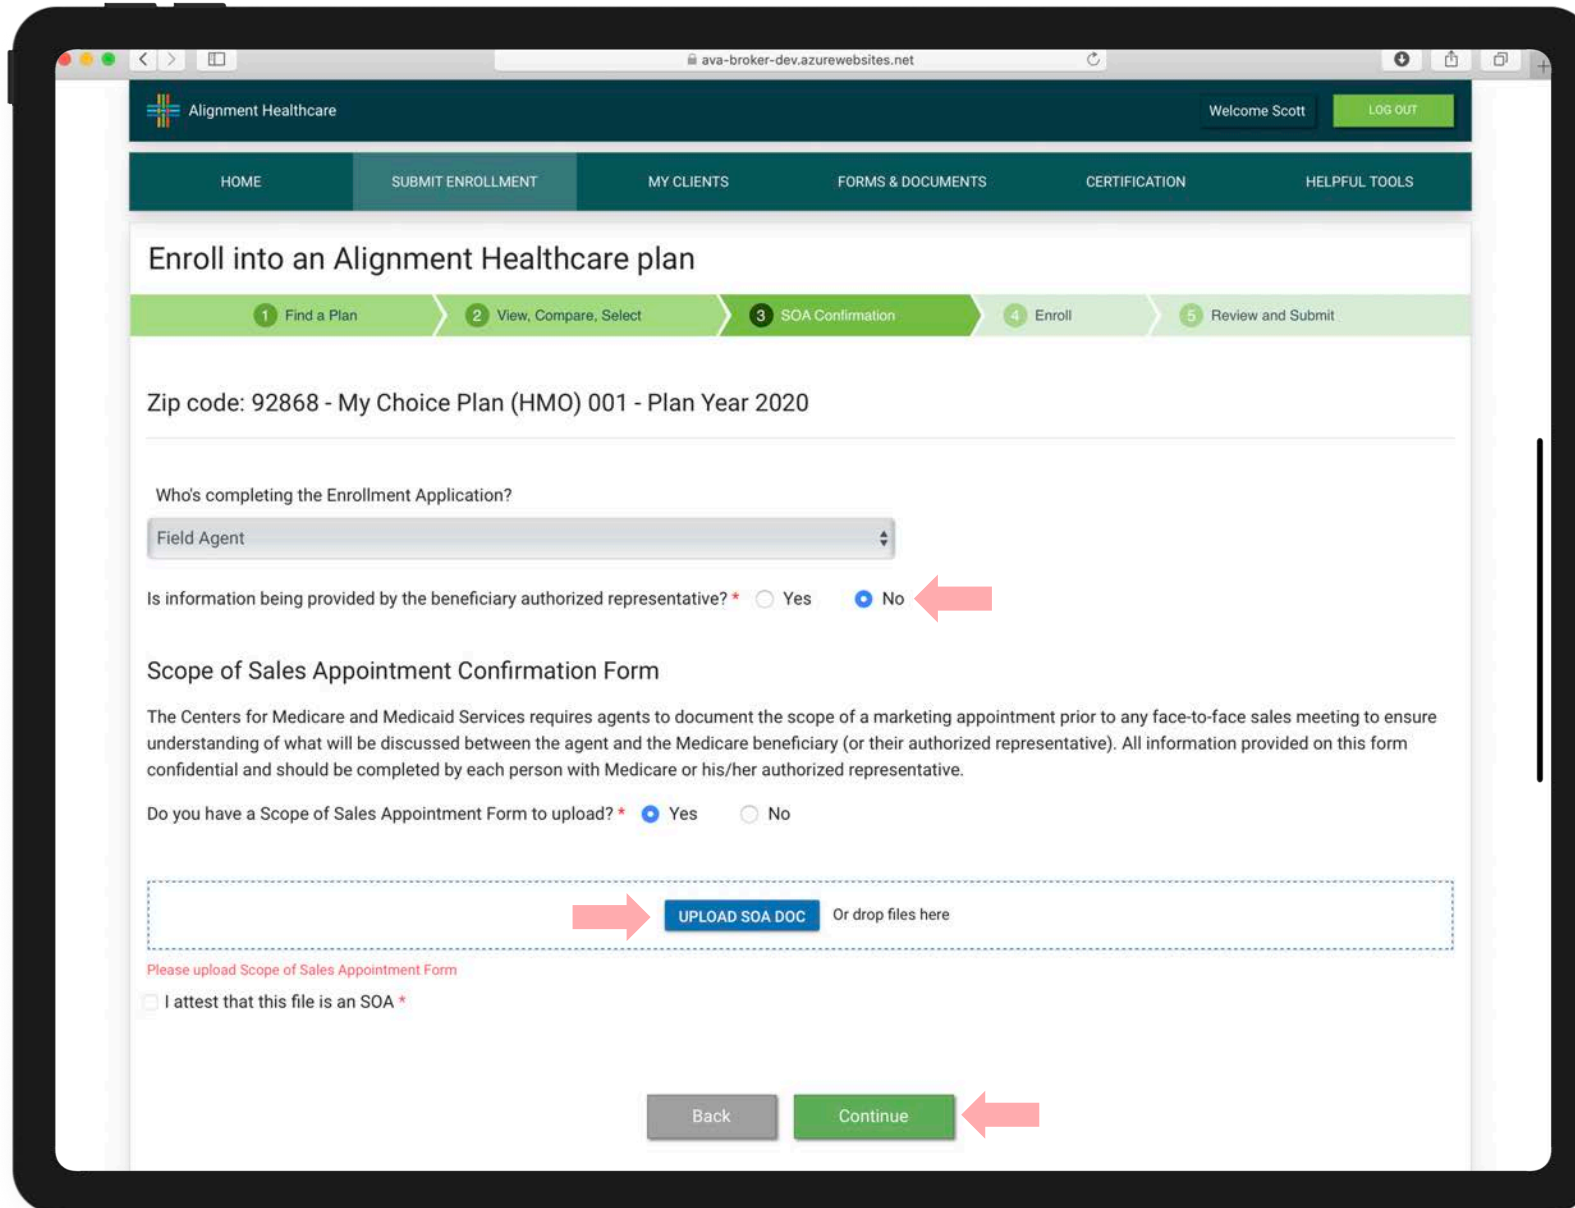 ava-broker-dev.azurewebsites.net
Alignment Healthcare
Welcome Scott
LOG OUT
HOME
SUBMIT ENROLLMENT
MY CLIENTS
FORMS & DOCUMENTS
CERTIFICATION
HELPFUL TOOLS
Enroll into an Alignment Healthcare plan
1 Find a Plan
2 View, Compare, Select
3 SOA Confirmation
4 Enroll
5 Review and Submit
Zip code: 92868 - My Choice Plan (HMO) 001 - Plan Year 2020
Who's completing the Enrollment Application?
Field Agent
Is information being provided by the beneficiary authorized representative? * Yes No
Scope of Sales Appointment Confirmation Form
The Centers for Medicare and Medicaid Services requires agents to document the scope of a marketing appointment prior to any face-to-face sales meeting to ensure
understanding of what will be discussed between the agent and the Medicare beneficiary (or their authorized representative). All information provided on this form
confidential and should be completed by each person with Medicare or his/her authorized representative.
Do you have a Scope of Sales Appointment Form to upload? * Yes No
UPLOAD SOA DOC Or drop files here
Please upload Scope of Sales Appointment Form
I attest that this file is an SOA *
Back
Continue